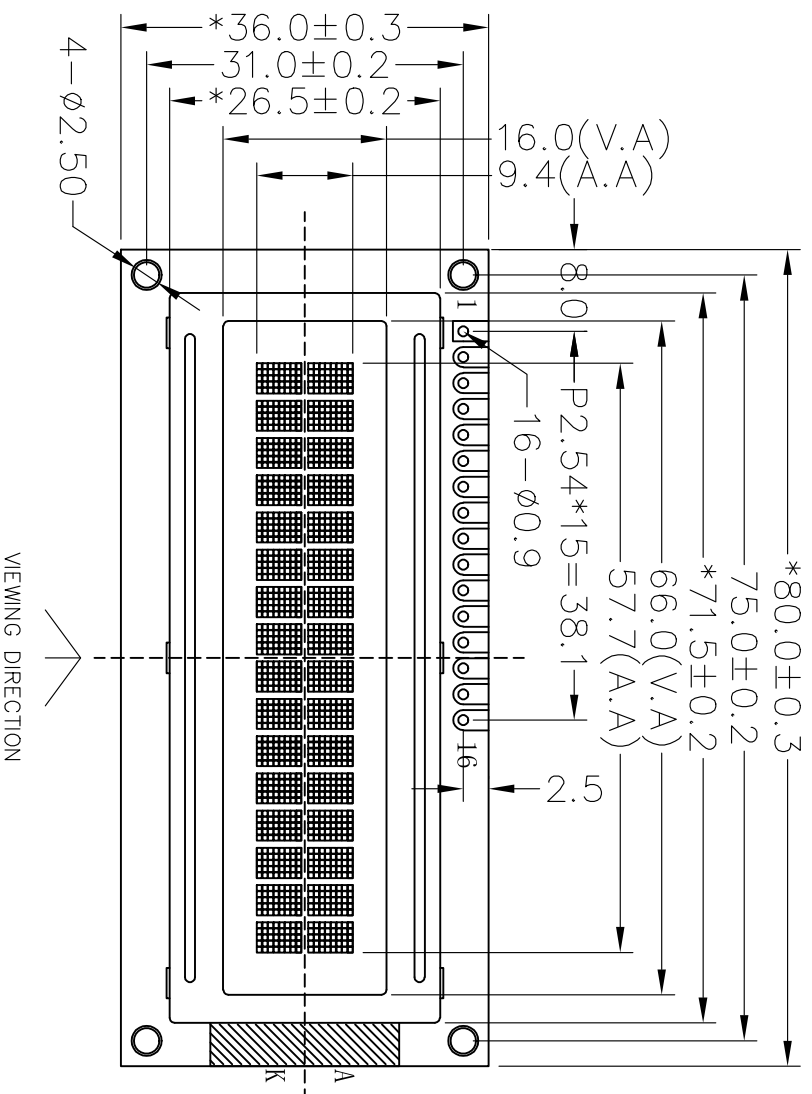 *80.0±0.3
75.0±0.2
*71.5±0.2
66.0(V.A)
57.7(A.A)
8.0
P2.54*15=38.1
16-ø0.9
2.5
1
16
*36.0±0.3
31.0±0.2
*26.5±0.2
16.0(V.A)
9.4(A.A)
4-ø2.50
A
K
VIEWING DIRECTION